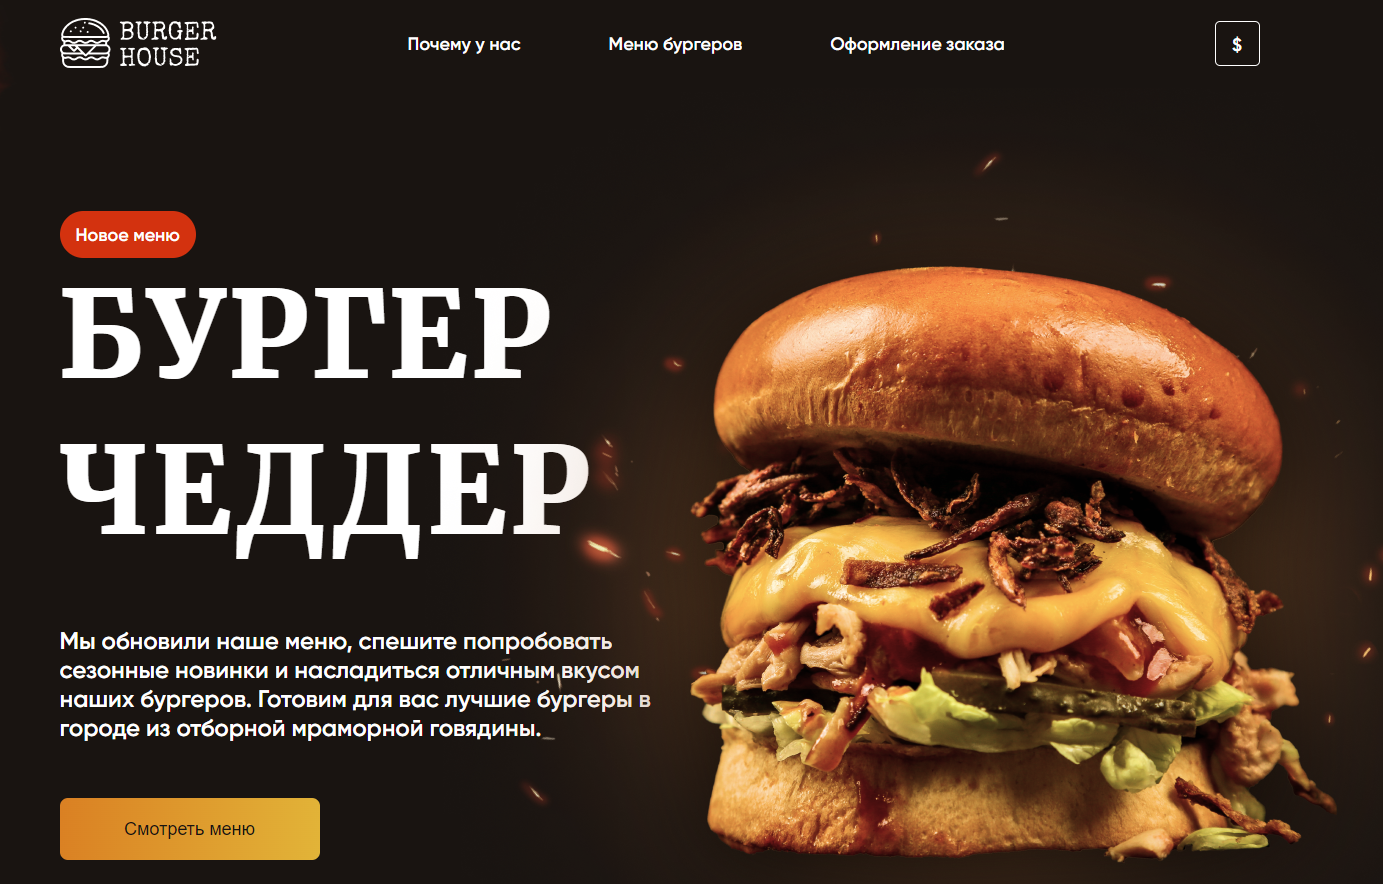 BURGER
HOUSE
Почему у нас
Меню бургеров
Оформление заказа
$
Новое меню
БУРГЕР
ЧЕДДЕР
Мы обновили наше меню, спешите попробовать
сезонные новинки и насладиться отличным вкусом
наших бургеров. Готовим для вас лучшие бургеры в
городе из отборной мраморной говядины.
Смотреть меню